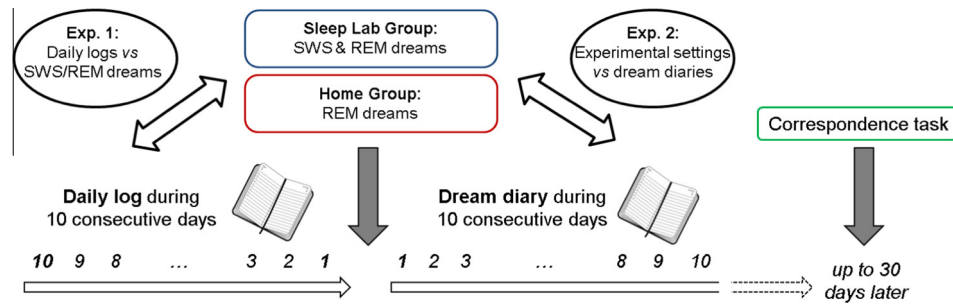 Exp. 1:
Daily logs vs
SWS/REM dreams
Sleep Lab Group:
SWS & REM dreams
Home Group:
REM dreams
Exp. 2:
Experimental settings
vs dream diaries
Correspondence task
Daily log during
10 consecutive days
Dream diary during
10 consecutive days
10 9 8 ... 3 2 1
1 2 3 ... 8 9 10
up to 30
days later